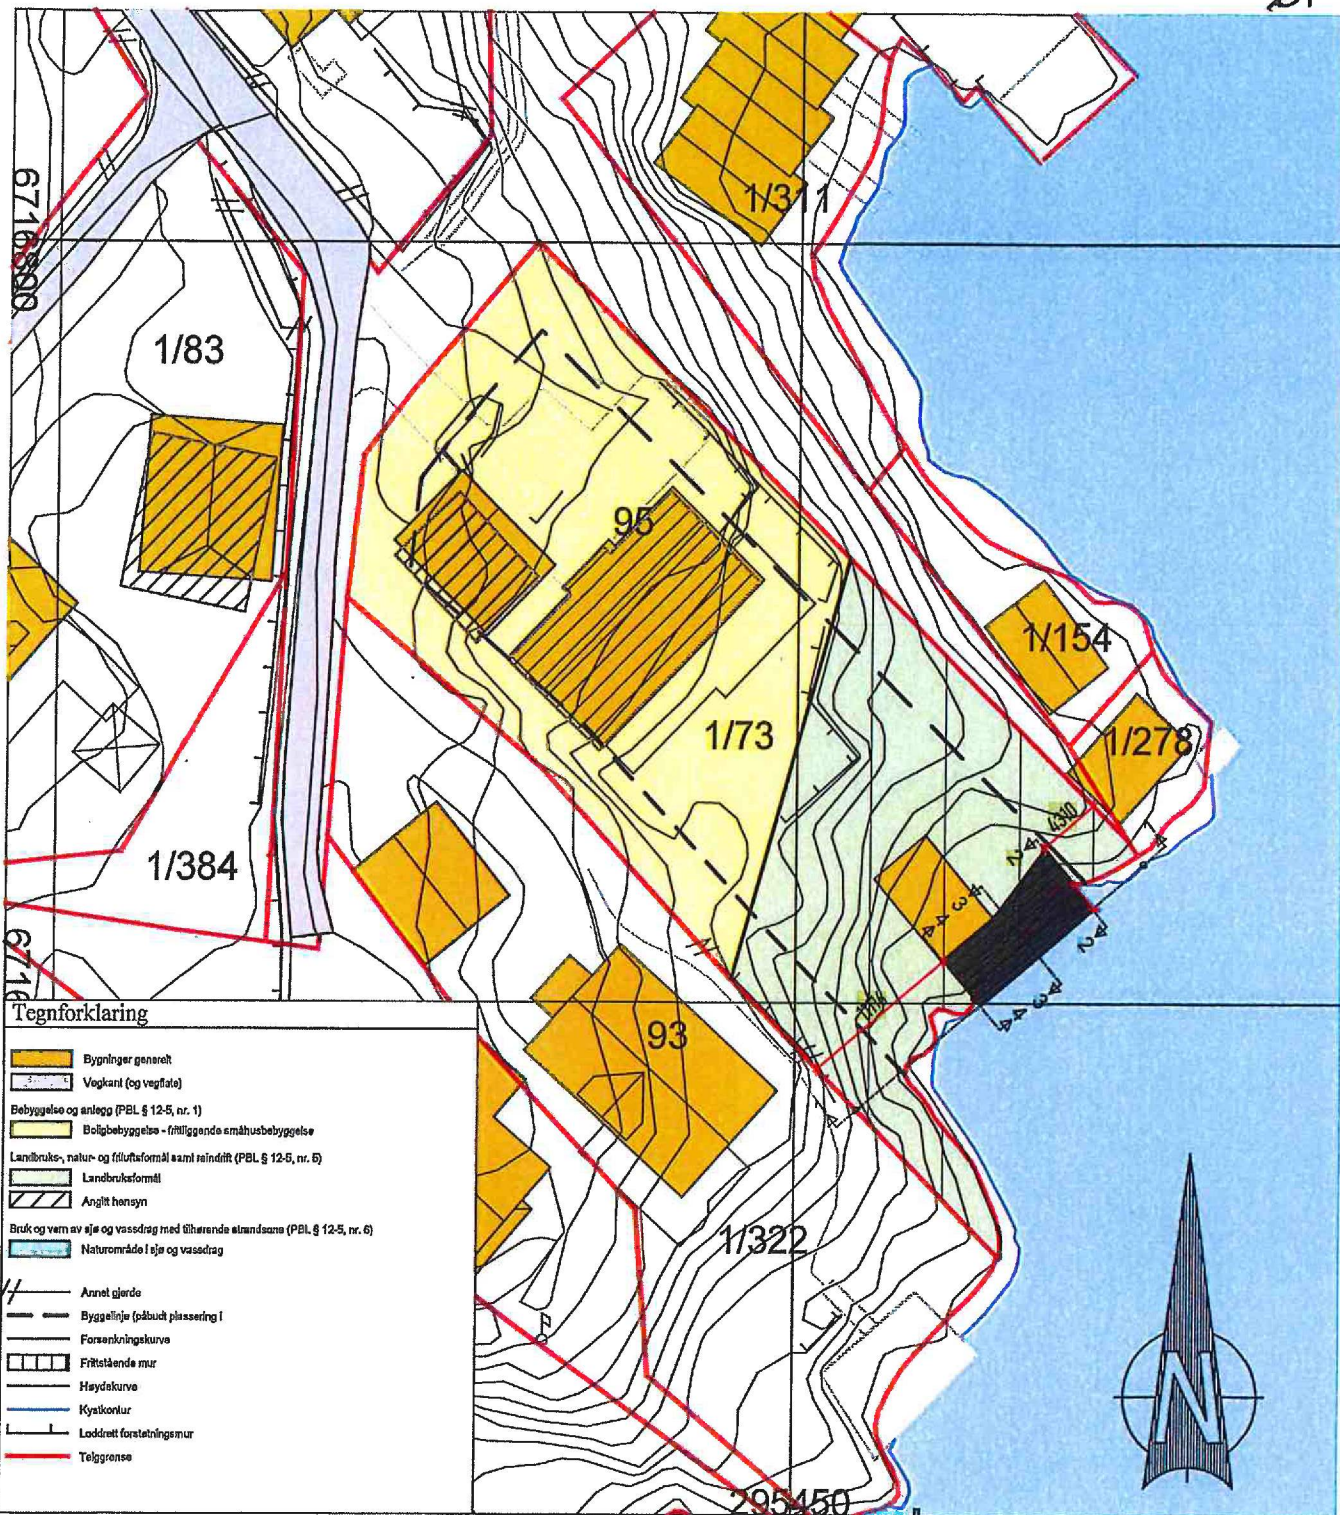 1/311
6716800
1/83
95
1/154
1/73
1/278
4340
1/384
2
3
4
2
3
4
93
1/322
295450
N
Tegnforklaring
Bygninger generelt
Vegkant (og vegflate)
Bebyggelse og anlegg (PBL § 12-5, nr. 1)
Boligbebyggelse - frittliggende småhusbebyggelse
Landbruks-, natur- og friluftsformål samt reindrift (PBL § 12-5, nr. 5)
Landbruksformål
Angitt hensyn
Bruk og vern av sjø og vassdrag med tilhørende strandsone (PBL § 12-5, nr. 6)
Naturområde i sjø og vassdrag
Annet gjerde
Byggelinje (påbudt plassering i
Forsenkningskurve
Frittstående mur
Høydekurve
Kystkontur
Loddrett forstøtningsmur
Teiggrense